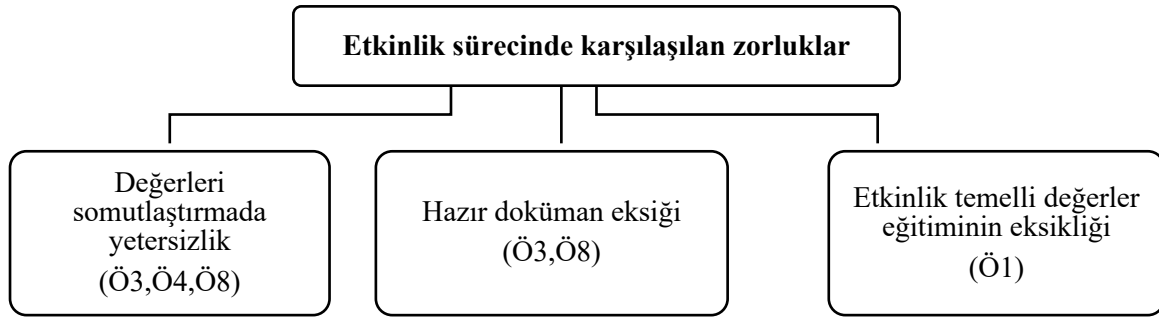 Etkinlik sürecinde karşılaşılan zorluklar
Değerleri
somutlaştırmada
yetersizlik
(Ö3,Ö4,Ö8)
Hazır doküman eksiği
(Ö3,Ö8)
Etkinlik temelli değerler
eğitiminin eksikliği
(Ö1)